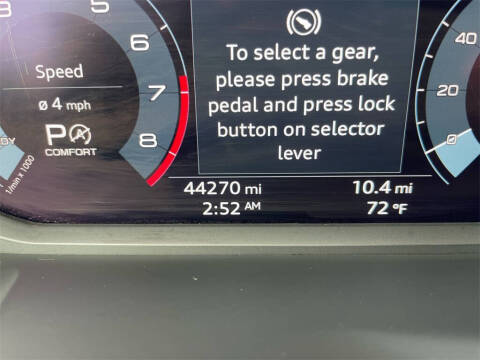 5
6
7
8
DY
1/min x 1000
Speed
ø 4 mph
P A
COMFORT
To select a gear,
please press brake
pedal and press lock
button on selector
lever
44270 mi
10.4 mi
2:52 AM
72 °F
40
20
0